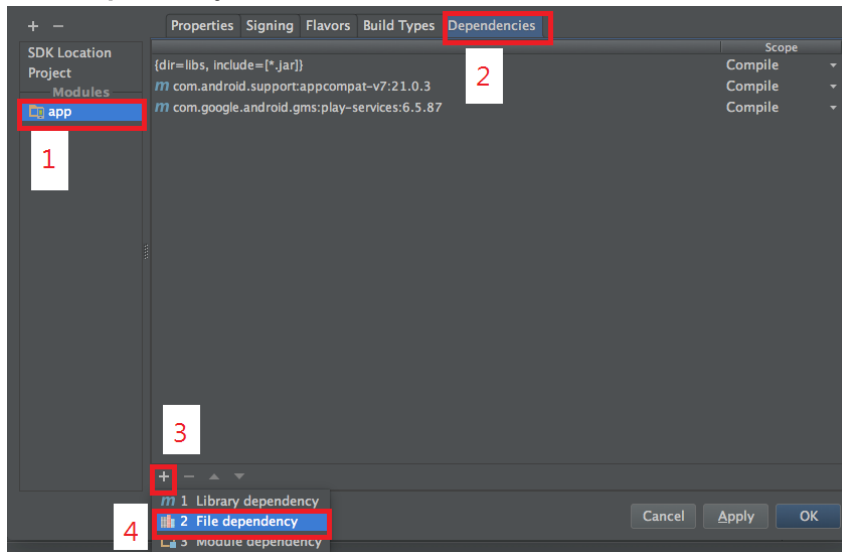 + −
Properties Signing Flavors Build Types Dependencies
SDK Location
Project
Modules
app
1
Scope
{dir=libs, include=[*.jar]} Compile
m com.android.support:appcompat-v7:21.0.3 Compile
m com.google.android.gms:play-services:6.5.87 Compile
2
3
+ −
m 1 Library dependency
2 File dependency
3 Module dependency
4
Cancel Apply OK